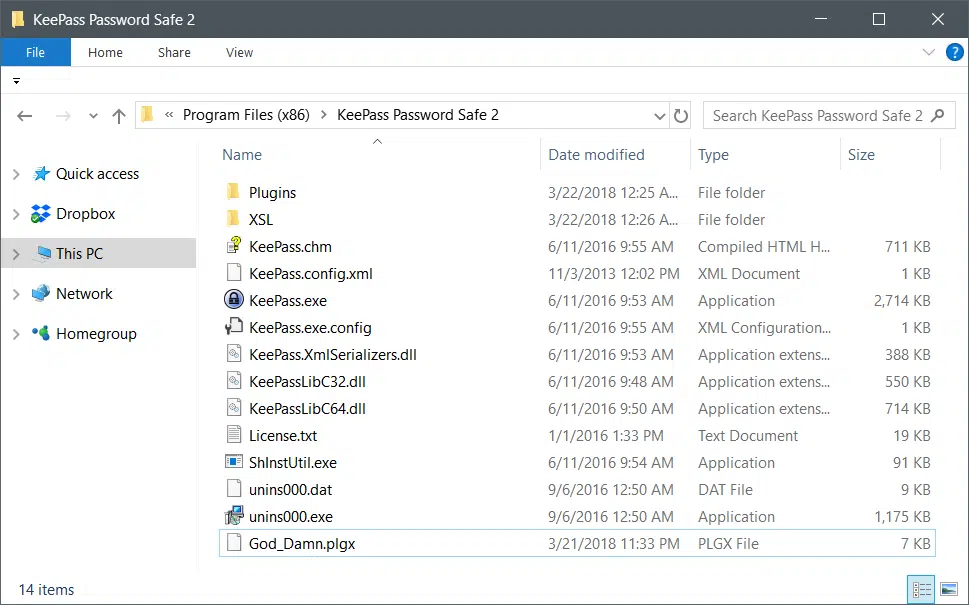 KeePass Password Safe 2
File Home Share View
« Program Files (x86) > KeePass Password Safe 2 Search KeePass Password Safe 2
Name Date modified Type Size
Quick access
Dropbox
This PC
Network
Homegroup
Plugins 3/22/2018 12:25 A... File folder
XSL 3/22/2018 12:26 A... File folder
KeePass.chm 6/11/2016 9:55 AM Compiled HTML H... 711 KB
KeePass.config.xml 11/3/2013 12:02 PM XML Document 1 KB
KeePass.exe 6/11/2016 9:53 AM Application 2,714 KB
KeePass.exe.config 6/11/2016 9:55 AM XML Configuration... 1 KB
KeePass.XmlSerializers.dll 6/11/2016 9:53 AM Application extens... 388 KB
KeePassLibC32.dll 6/11/2016 9:48 AM Application extens... 550 KB
KeePassLibC64.dll 6/11/2016 9:50 AM Application extens... 714 KB
License.txt 1/1/2016 1:33 PM Text Document 19 KB
ShInstUtil.exe 6/11/2016 9:54 AM Application 91 KB
unins000.dat 9/6/2016 12:50 AM DAT File 9 KB
unins000.exe 9/6/2016 12:50 AM Application 1,175 KB
God_Damn.plgx 3/21/2018 11:33 PM PLGX File 7 KB
14 items